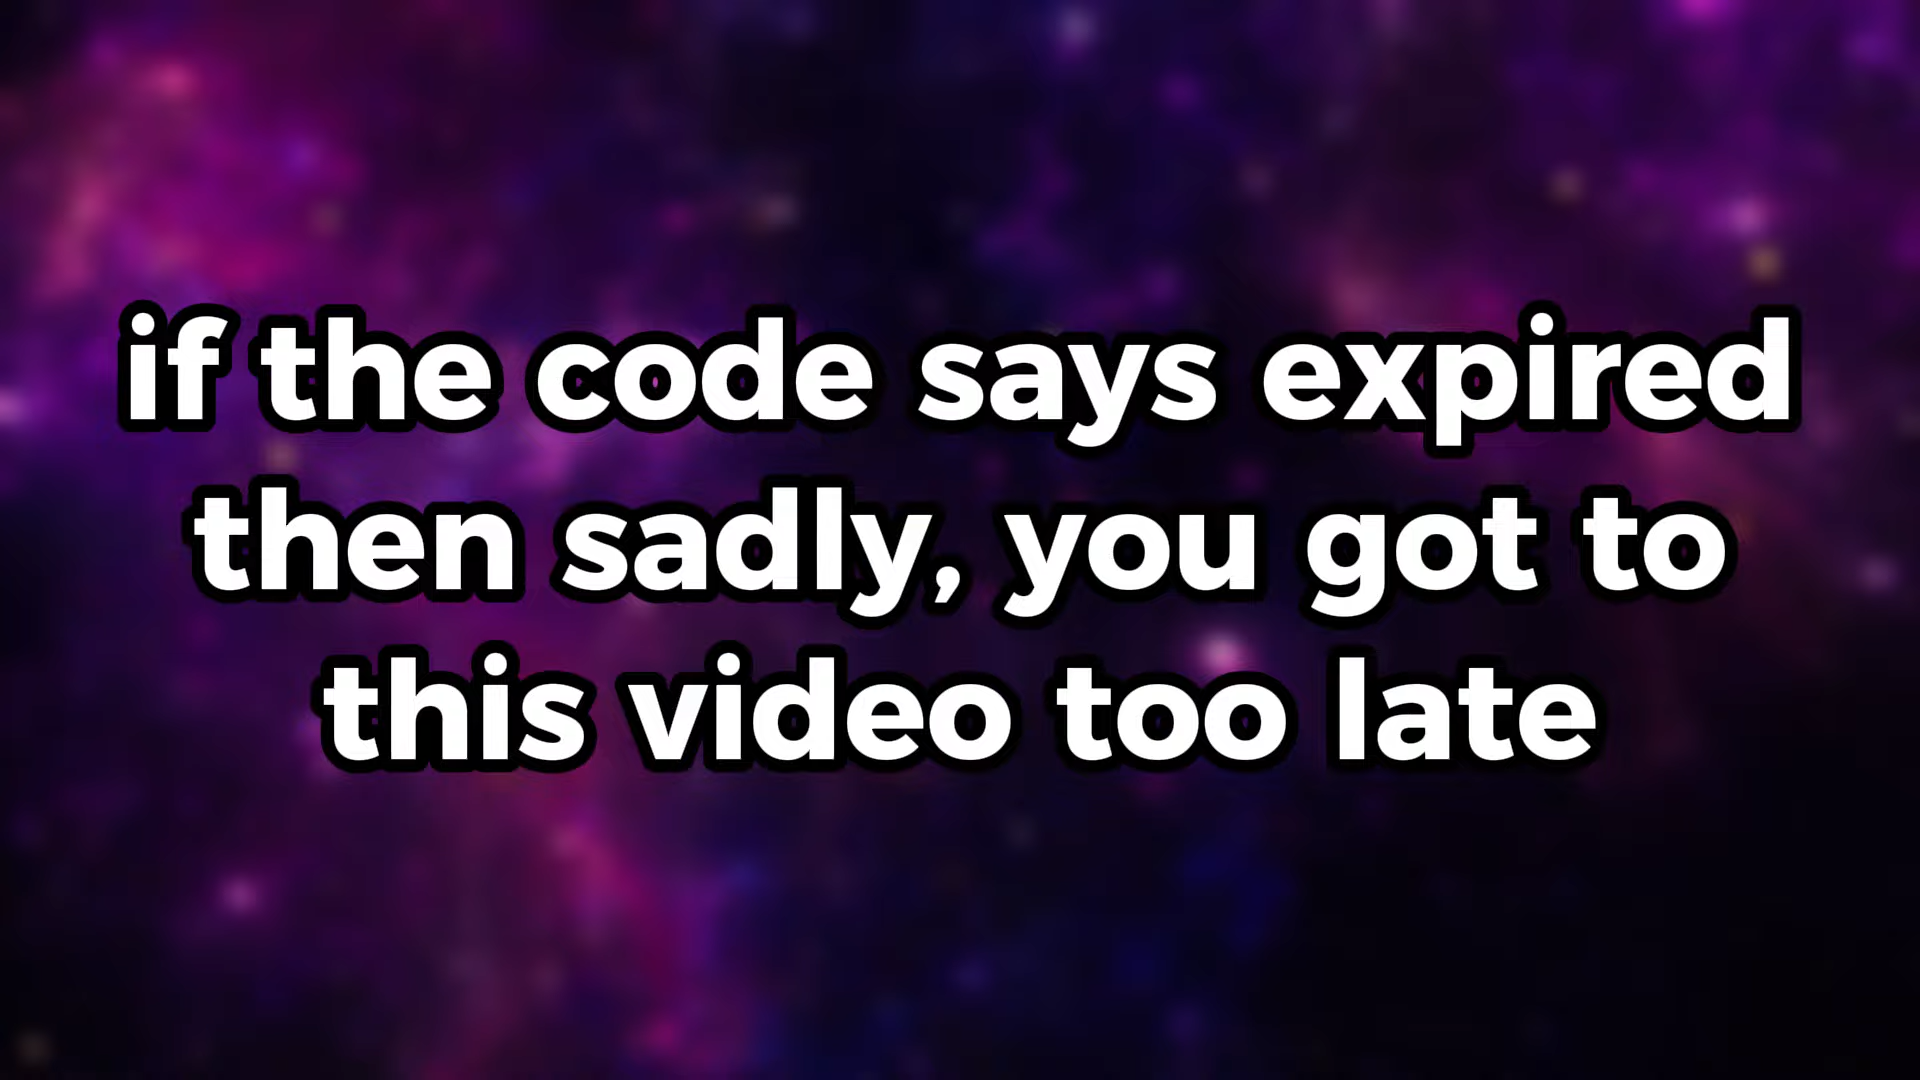 if the code says expired
then sadly, you got to
this video too late